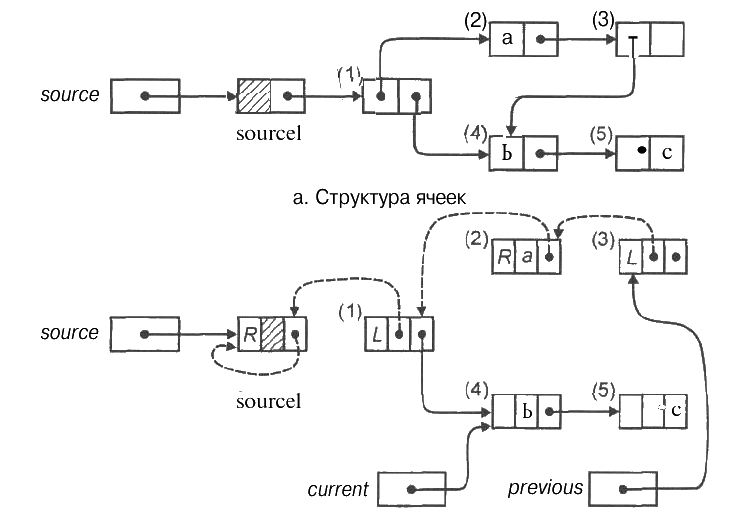 (2) (3)
a
source (1)
sourcel
(4) (5)
b c
а. Структура ячеек
(2) (3)
R a L
source R (1) L
sourcel
(4) (5)
b c
current previous